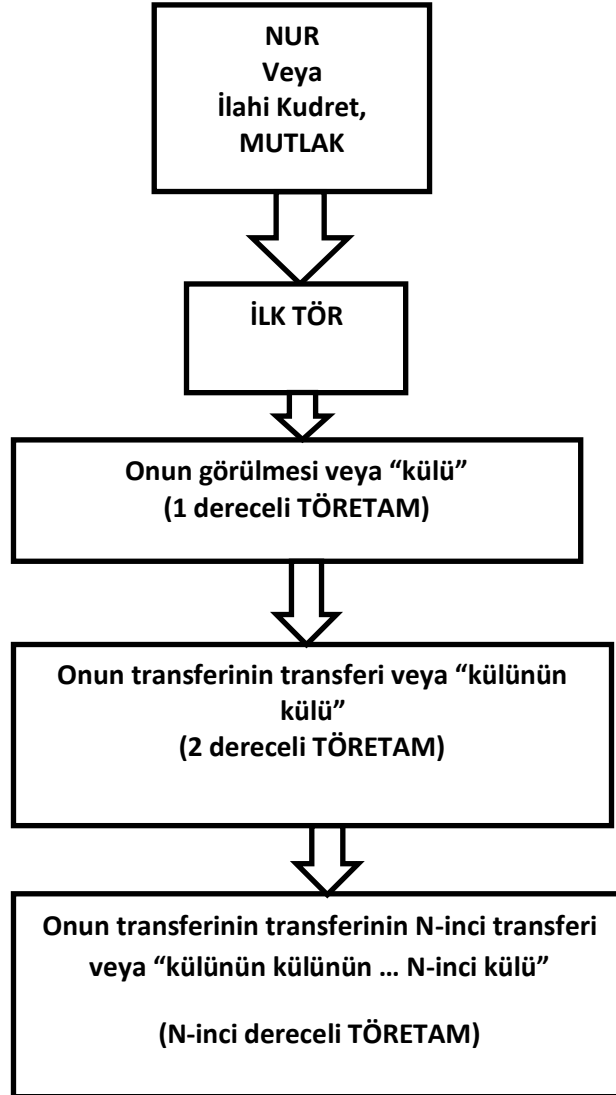 NUR
Veya
İlahi Kudret,
MUTLAK
İLK TÖR
Onun görülmesi veya “külü”
(1 dereceli TÖRETAM)
Onun transferinin transferi veya “külünün
külü”
(2 dereceli TÖRETAM)
Onun transferinin transferinin N-inci transferi
veya “külünün külünün ... N-inci külü”
(N-inci dereceli TÖRETAM)